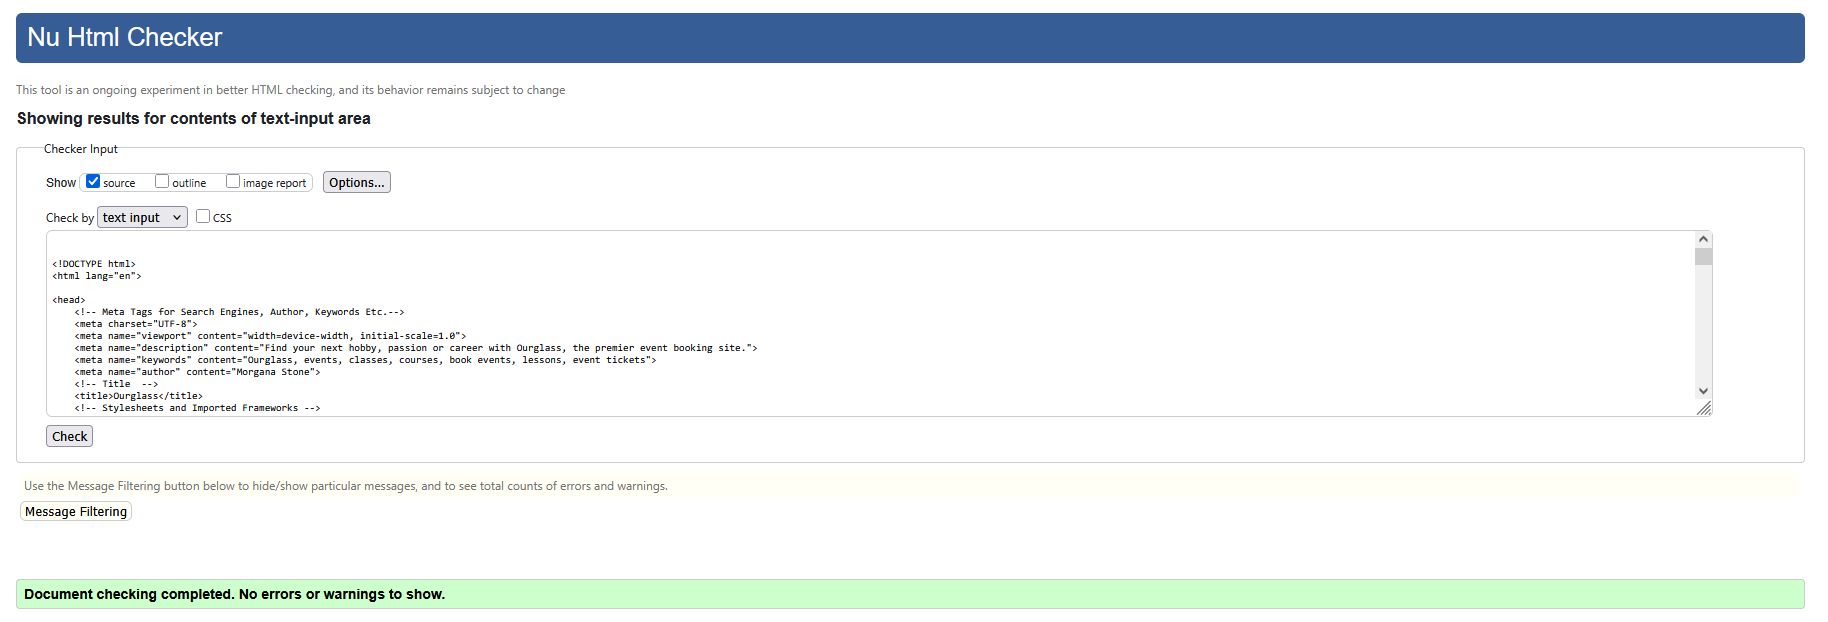 Nu Html Checker
This tool is an ongoing experiment in better HTML checking, and its behavior remains subject to change
Showing results for contents of text-input area
Checker Input
Show source outline image report Options...
Check by text input CSS
<!DOCTYPE html>
<html lang="en">
<head>
<!-- Meta Tags for Search Engines, Author, Keywords Etc.-->
<meta charset="UTF-8">
<meta name="viewport" content="width=device-width, initial-scale=1.0">
<meta name="description" content="Find your next hobby, passion or career with Ourglass, the premier event booking site.">
<meta name="keywords" content="Ourglass, events, classes, courses, book events, lessons, event tickets">
<meta name="author" content="Morgana Stone">
<!-- Title  -->
<title>Ourglass</title>
<!-- Stylesheets and Imported Frameworks -->
Check
Use the Message Filtering button below to hide/show particular messages, and to see total counts of errors and warnings.
Message Filtering
Document checking completed. No errors or warnings to show.